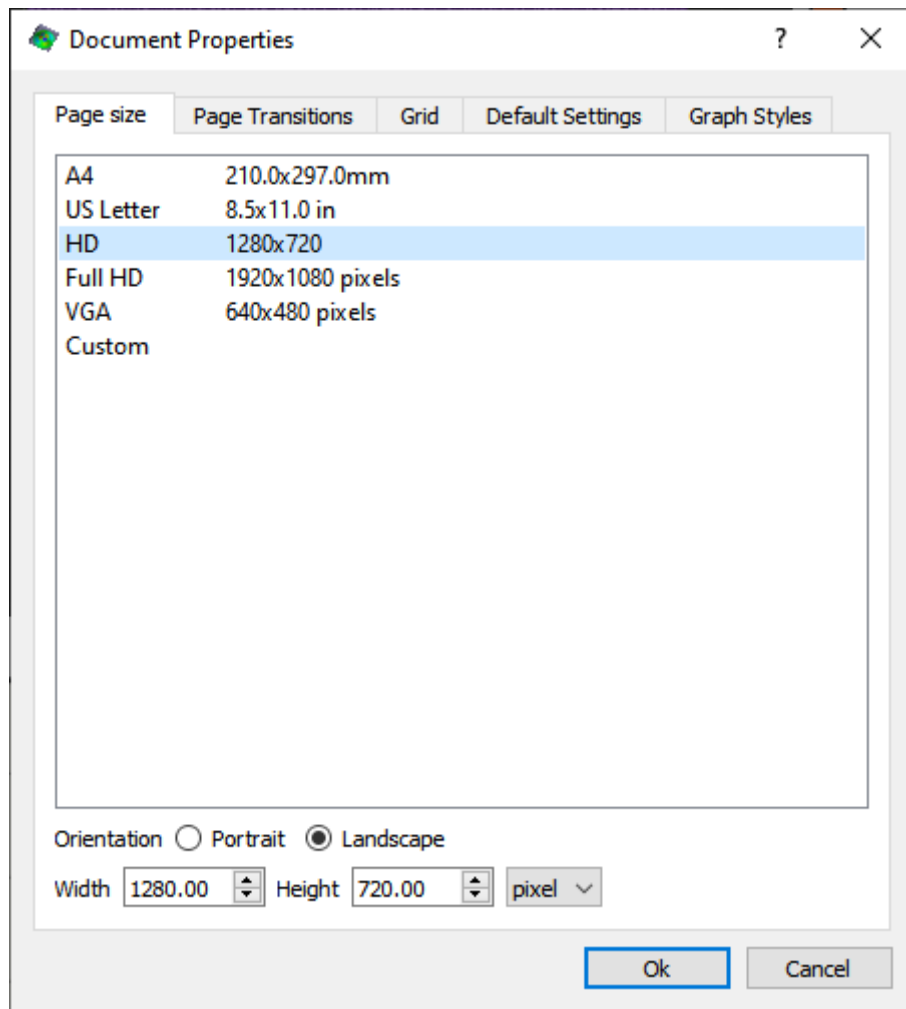 Document Properties ?
Page size Page Transitions Grid Default Settings Graph Styles
A4 210.0x297.0mm
US Letter 8.5x11.0 in
HD 1280x720
Full HD 1920x1080 pixels
VGA 640x480 pixels
Custom
Orientation Portrait Landscape
Width 1280.00 Height 720.00 pixel
Ok Cancel